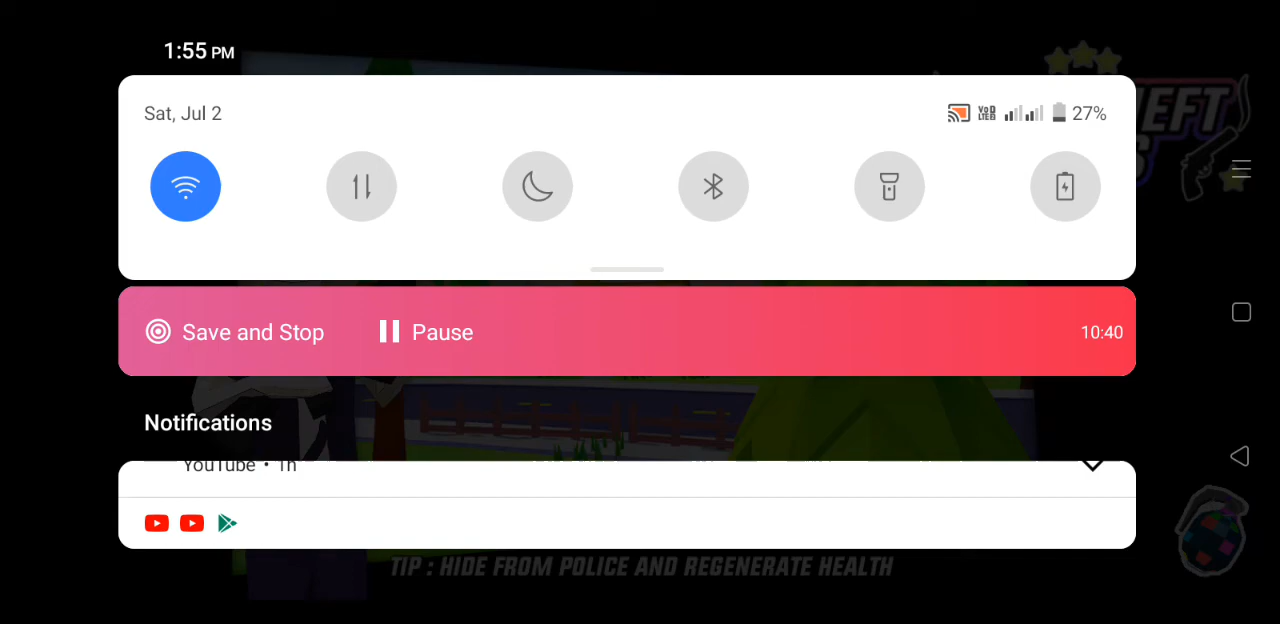 1:55 PM
Sat, Jul 2
27%
Save and Stop
Pause
10:40
Notifications
YouTube • 1h
TIP : HIDE FROM POLICE AND REGENERATE HEALTH